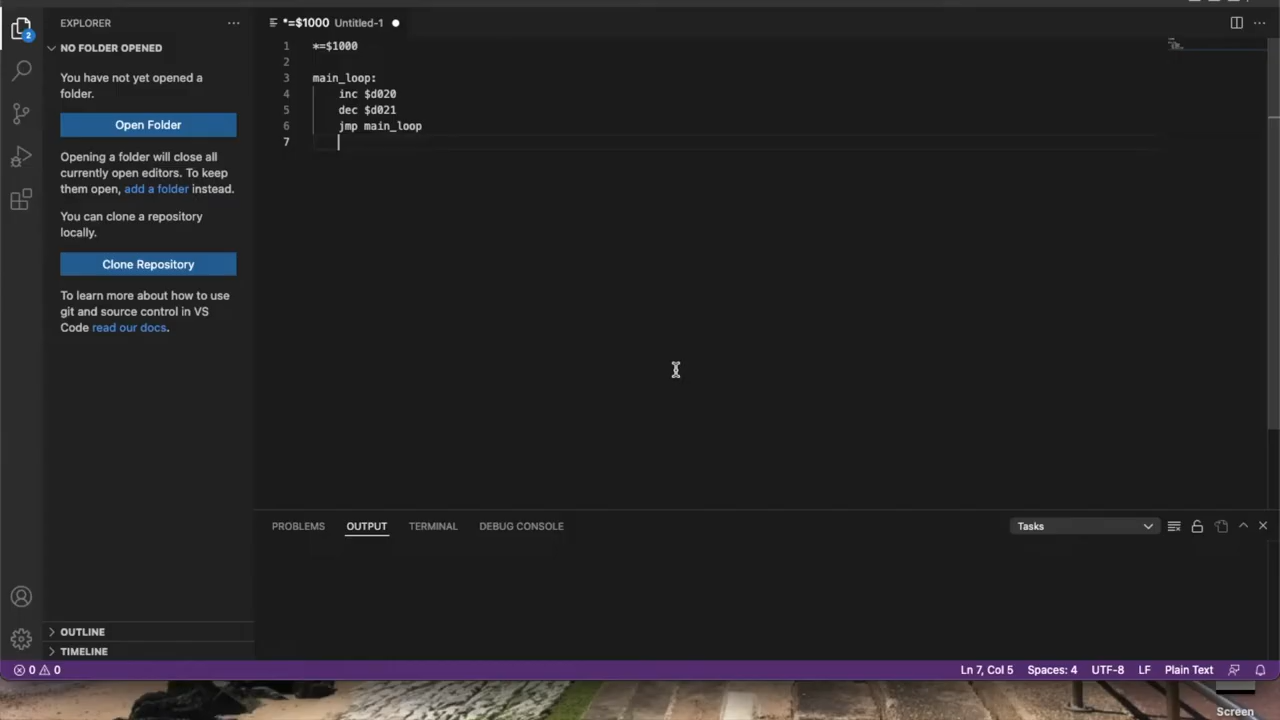 EXPLORER
2
NO FOLDER OPENED
You have not yet opened a
folder.
Open Folder
Opening a folder will close all
currently open editors. To keep
them open, add a folder instead.
You can clone a repository
locally.
Clone Repository
To learn more about how to use
git and source control in VS
Code read our docs.
OUTLINE
TIMELINE
*=$1000 Untitled-1
1 *=$1000
2
3 main_loop:
4 inc $d020
5 dec $d021
6 jmp main_loop
7
PROBLEMS OUTPUT TERMINAL DEBUG CONSOLE Tasks
0 0 Ln 7, Col 5 Spaces: 4 UTF-8 LF Plain Text
Screen